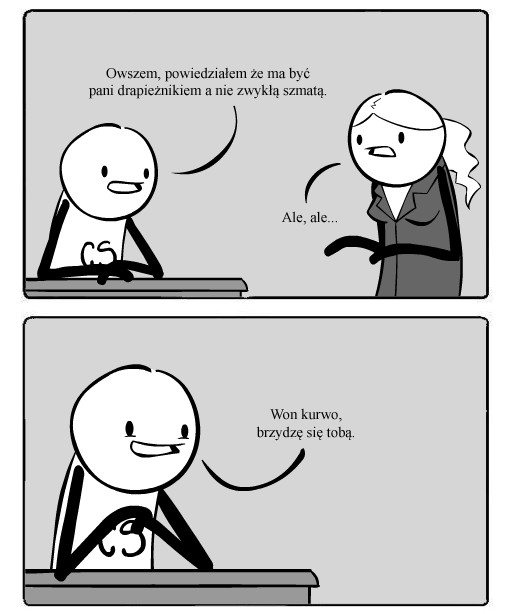 Owszem, powiedziałem że ma być
pani drapieżnikiem a nie zwykłą szmatą.
Ale, ale...
CS
Won kurwo,
brzydzę się tobą.
CS